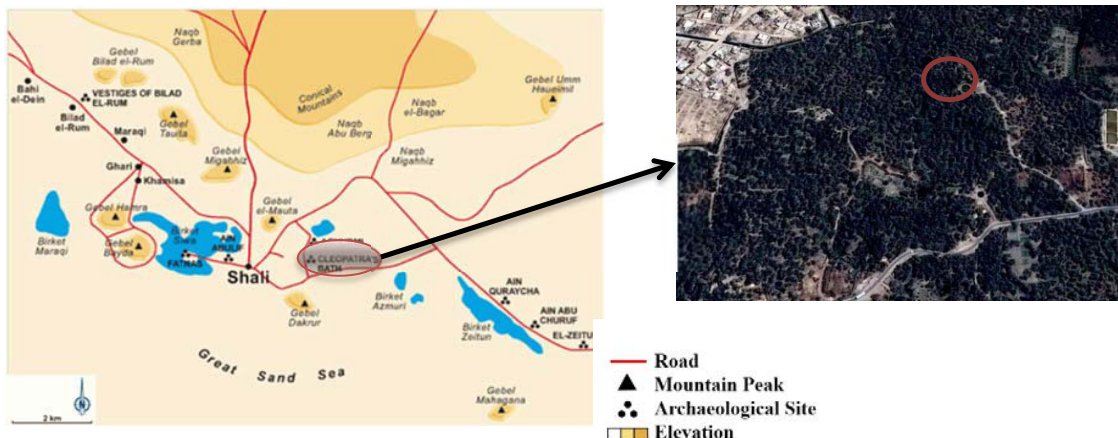 Naqb
Gerba
Gebel
Bilad el-Rum
Bahi
el-Dein
VESTIGES OF BILAD
EL-RUM
Bilad
el-Rum
Gebel
Tauita
Maraqi
Conical
Mountains
Naqb
Abu Berg
Naqb
el-Bagar
Gebel Umm
Haueimil
Naqb
Migahhiz
Gebel
Migahhiz
Ghari
Khamisa
Gebel Hamra
Birket
Maraqi
Gebel
Bayda
Birket
Siwa
FATNAS
AIN
ABULIF
Shali
Gebel
el-Mauta
CLEOPATRA'S
BATH
Gebel
Dakrur
Birket
Azmuri
AIN
QURAYCHA
AIN ABU
CHURUF
EL-ZEITU
Birket
Zeitun
Great Sand Sea
Gebel
Mahagana
N
2 km
Road
Mountain Peak
Archaeological Site
Elevation